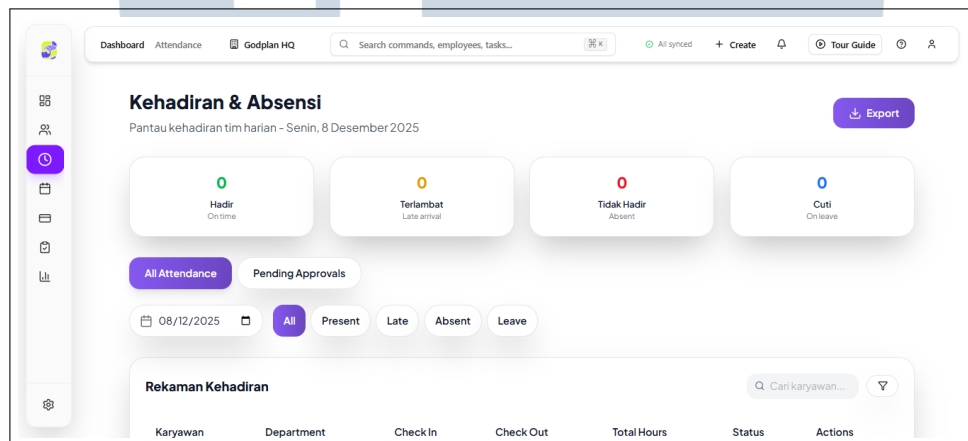 Dashboard Attendance Godplan HQ Search commands, employees, tasks... ⌘ K All synced + Create Tour Guide
Kehadiran & Absensi
Pantau kehadiran tim harian - Senin, 8 Desember 2025
Export
0 0 0 0
Hadir Terlambat Tidak Hadir Cuti
On time Late arrival Absent On leave
All Attendance Pending Approvals
08/12/2025 All Present Late Absent Leave
Rekaman Kehadiran Cari karyawan...
Karyawan Department Check In Check Out Total Hours Status Actions